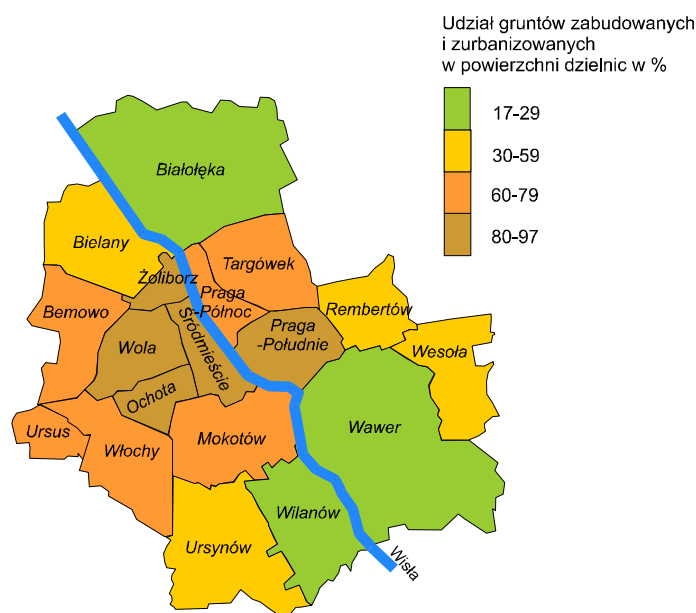 Udział gruntów zabudowanych
i zurbanizowanych
w powierzchni dzielnic w %
17-29
30-59
60-79
80-97
Białołęka
Bielany
Targówek
Żoliborz
Praga
-Północ
Rembertów
Bemowo
Praga
-Południe
Wola
Śródmieście
Wesoła
Ochota
Ursus
Włochy
Mokotów
Wawer
Wilanów
Ursynów
Wisła